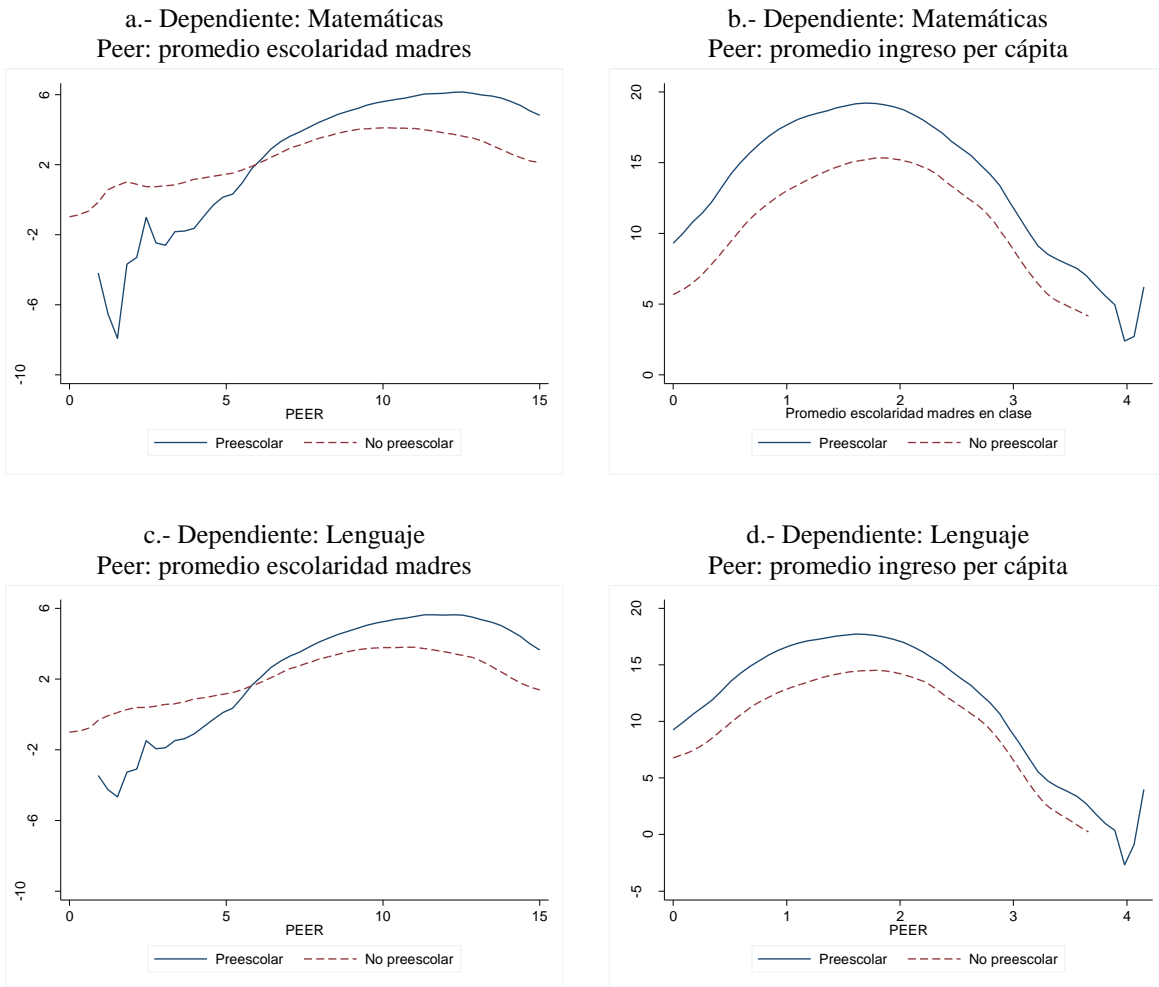 a.- Dependiente: Matemáticas
Peer: promedio escolaridad madres
6
2
-2
-6
-10
0 5 10 15
PEER
Preescolar No preescolar
b.- Dependiente: Matemáticas
Peer: promedio ingreso per cápita
20
15
10
5
0
0 1 2 3 4
Promedio escolaridad madres en clase
Preescolar No preescolar
c.- Dependiente: Lenguaje
Peer: promedio escolaridad madres
6
2
-2
-6
-10
0 5 10 15
PEER
Preescolar No preescolar
d.- Dependiente: Lenguaje
Peer: promedio ingreso per cápita
20
15
10
5
0
-5
0 1 2 3 4
PEER
Preescolar No preescolar